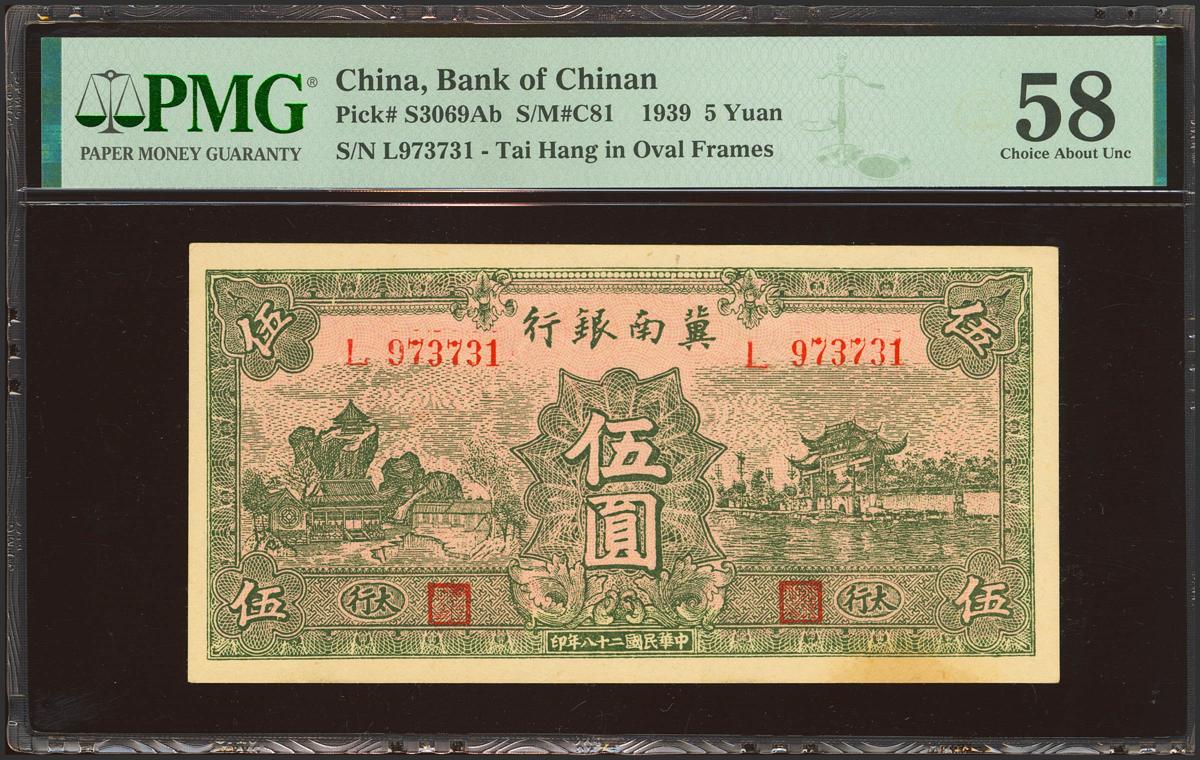 PMG®
PAPER MONEY GUARANTY
China, Bank of Chinan
Pick# S3069Ab S/M#C81 1939 5 Yuan
S/N L973731 - Tai Hang in Oval Frames
58
Choice About Unc
行銀南冀
伍
伍
L 973731
L 973731
伍圓
行太
行太
伍
伍
印年八十二國民華中